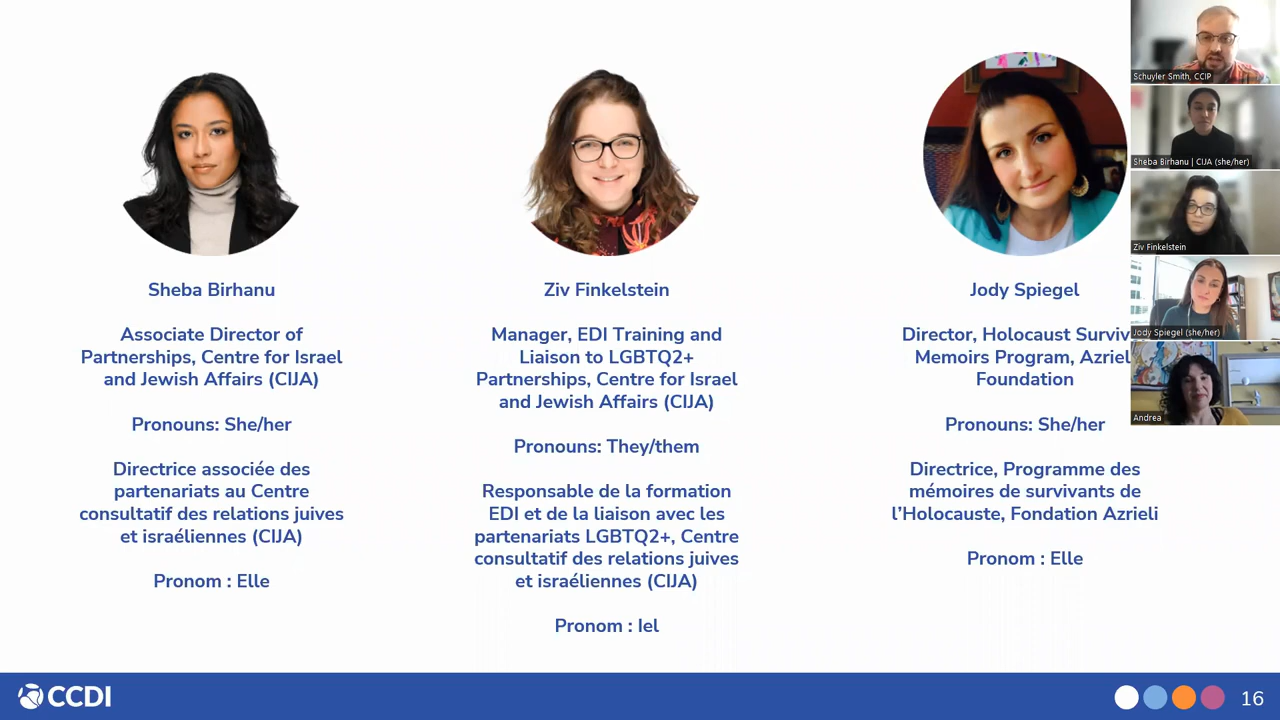 Sheba Birhanu
Associate Director of
Partnerships, Centre for Israel
and Jewish Affairs (CIJA)
Pronouns: She/her
Directrice associée des
partenariats au Centre
consultatif des relations juives
et israéliennes (CIJA)
Pronom : Elle
Ziv Finkelstein
Manager, EDI Training and
Liaison to LGBTQ2+
Partnerships, Centre for Israel
and Jewish Affairs (CIJA)
Pronouns: They/them
Responsable de la formation
EDI et de la liaison avec les
partenariats LGBTQ2+, Centre
consultatif des relations juives
et israéliennes (CIJA)
Pronom : Iel
Jody Spiegel
Director, Holocaust Surviv
Memoirs Program, Azriel
Foundation
Pronouns: She/her
Directrice, Programme des
mémoires de survivants de
l’Holocauste, Fondation Azrieli
Pronom : Elle
Schuyler Smith, CCIP
Sheba Birhanu | CIJA (she/her)
Ziv Finkelstein
Jody Spiegel (she/her)
Andrea
CCDI
16